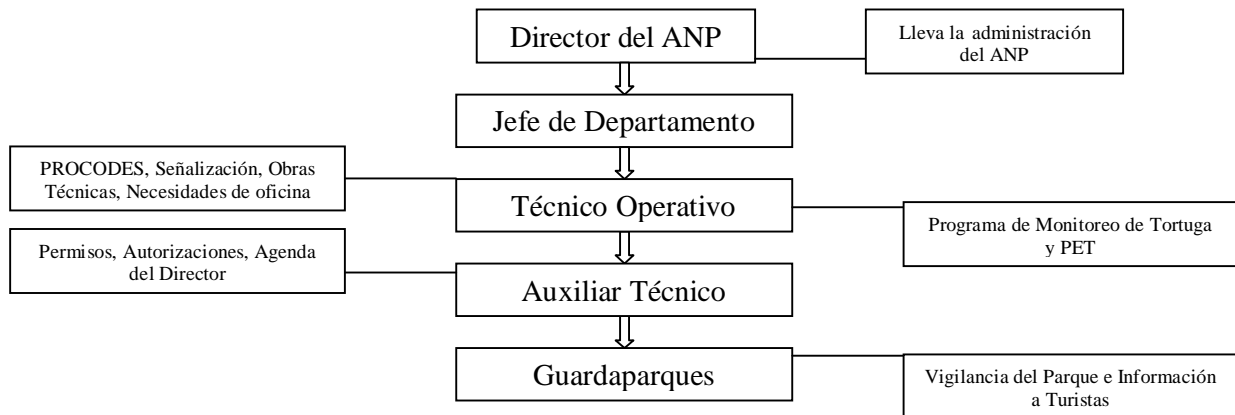 Director del ANP
Lleva la administración
del ANP
Jefe de Departamento
PROCODES, Señalización, Obras
Técnicas, Necesidades de oficina
Técnico Operativo
Programa de Monitoreo de Tortuga
y PET
Permisos, Autorizaciones, Agenda
del Director
Auxiliar Técnico
Guardaparques
Vigilancia del Parque e Información
a Turistas